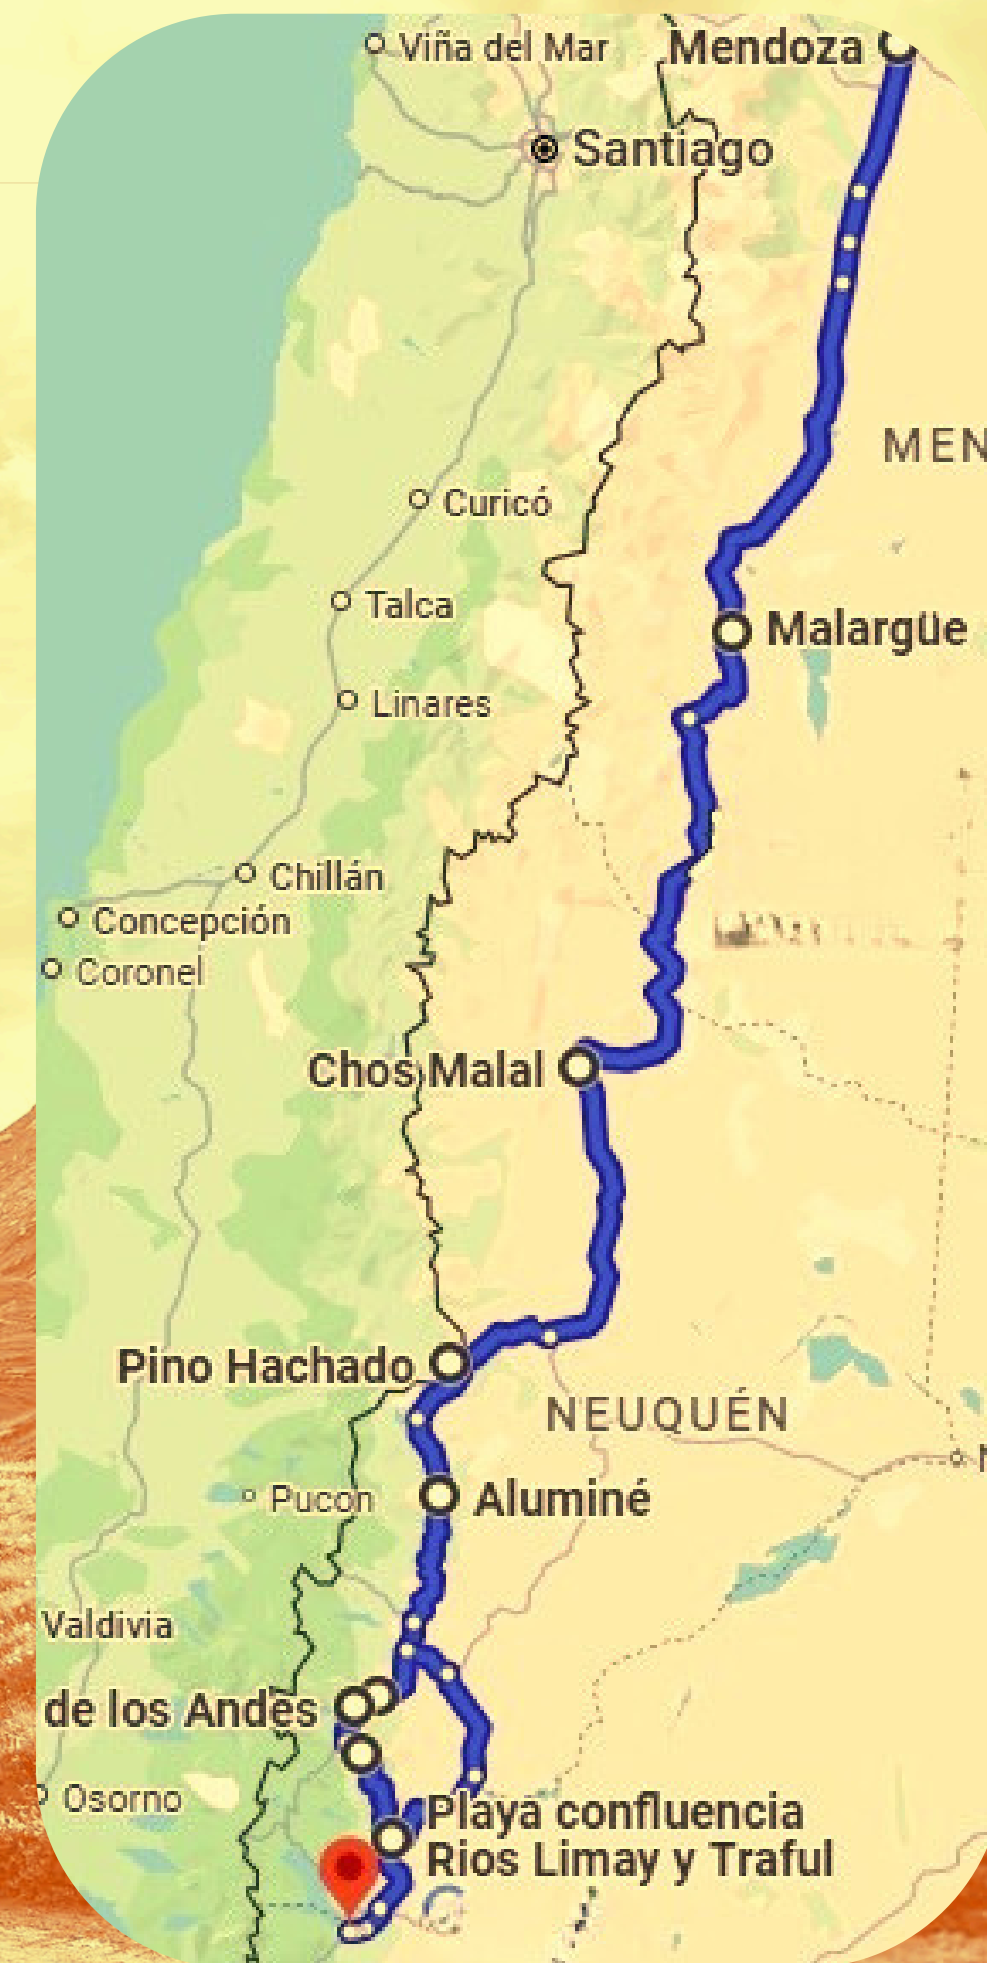 Viña del Mar
Mendoza
Santiago
MEN
Curicó
Talca
Malargüe
Linares
Chillán
Concepción
Coronel
Chos Malal
Pino Hachado
NEUQUÉN
Pucon
Aluminé
Valdivia
de los Andes
Osorno
Playa confluencia
Rios Limay y Traful